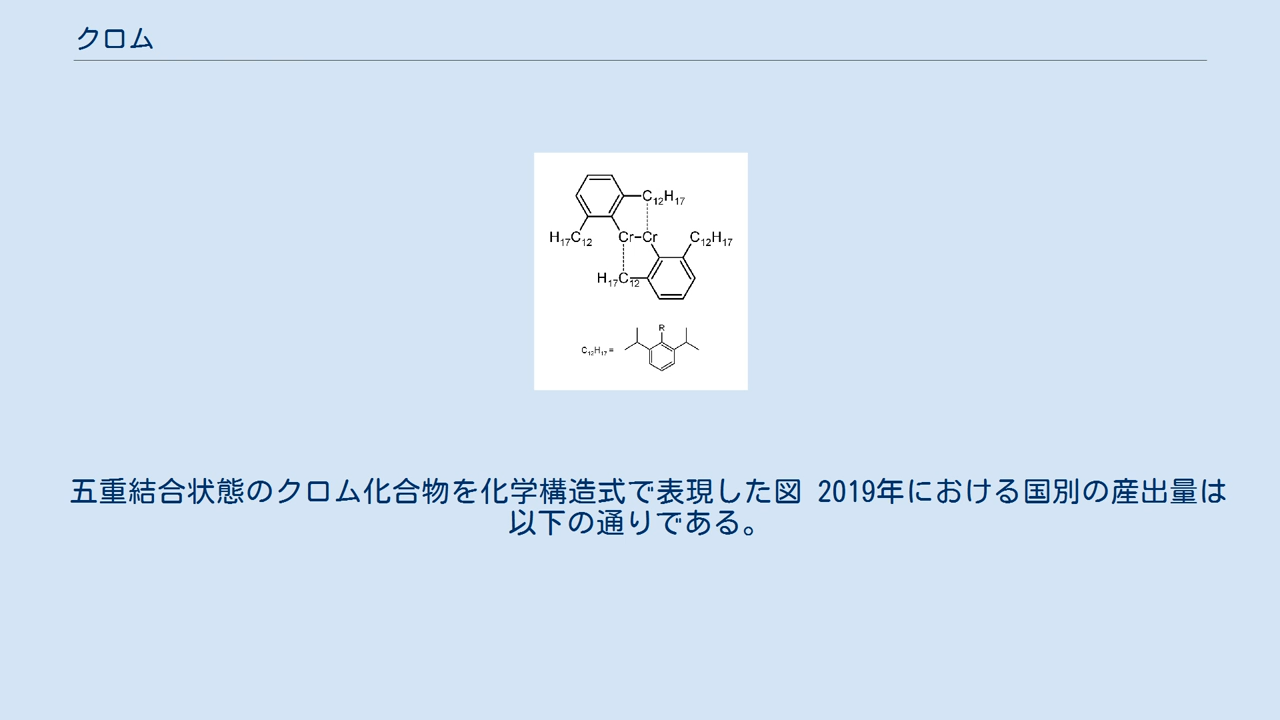 クロム
C12H17
H17C12 Cr-Cr C12H17
H17C12
R
C12H17 =
五重結合状態のクロム化合物を化学構造式で表現した図 2019年における国別の産出量は
以下の通りである。